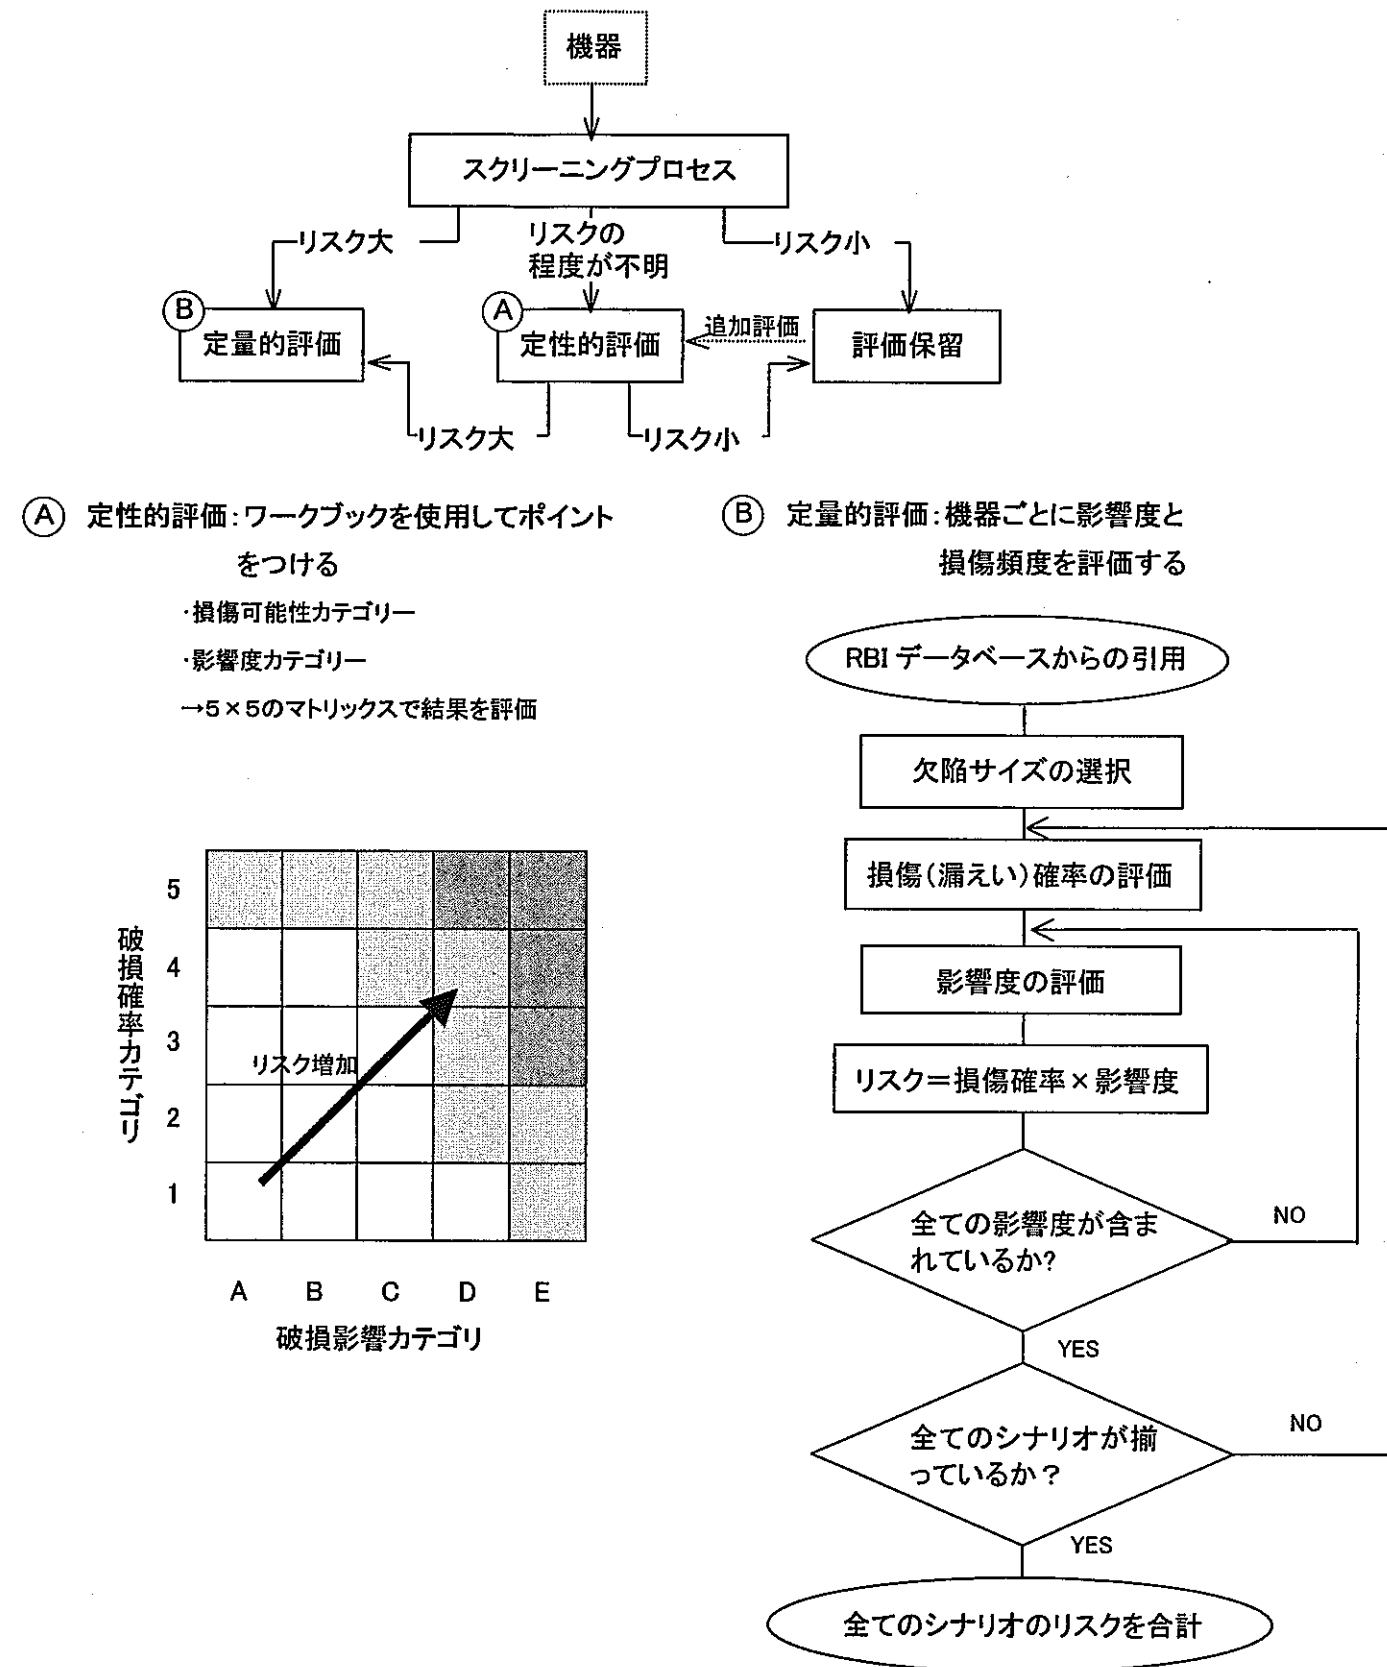 機器
スクリーニングプロセス
リスク大
リスクの
程度が不明
リスク小
B
定量的評価
A
定性的評価
追加評価
評価保留
リスク大
リスク小
A 定性的評価:ワークブックを使用してポイント
をつける
・損傷可能性カテゴリー
・影響度カテゴリー
→5×5のマトリックスで結果を評価
破損確率カテゴリ
5
4
3
2
1
リスク増加
A B C D E
破損影響カテゴリ
B 定量的評価:機器ごとに影響度と
損傷頻度を評価する
RBI データベースからの引用
欠陥サイズの選択
損傷(漏えい)確率の評価
影響度の評価
リスク=損傷確率×影響度
全ての影響度が含ま
れているか?
NO
YES
全てのシナリオが揃
っているか?
NO
YES
全てのシナリオのリスクを合計